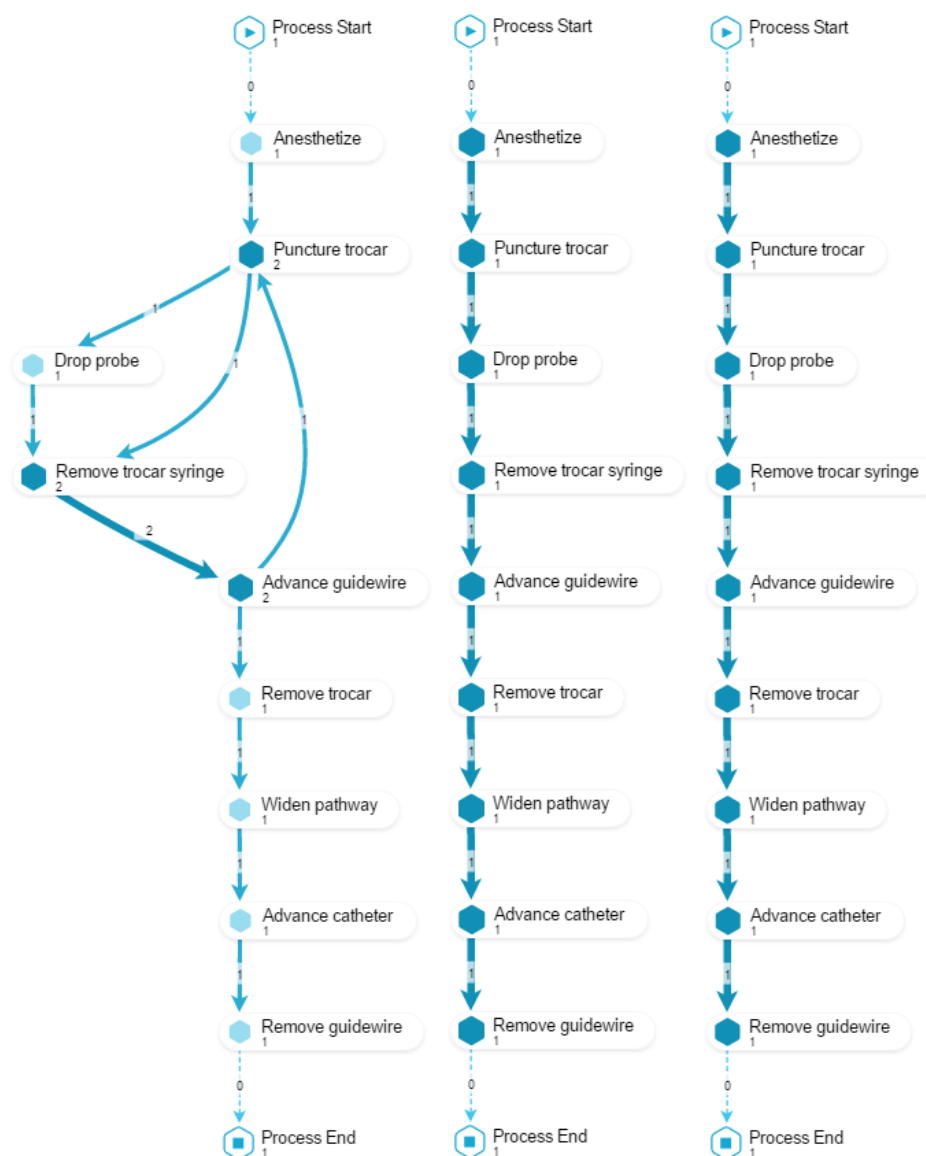 Process Start
1
0
Anesthetize
1
1
Puncture trocar
2
1
1
1
Drop probe
1
1
Remove trocar syringe
2
2
Advance guidewire
2
1
Remove trocar
1
1
Widen pathway
1
1
Advance catheter
1
1
Remove guidewire
1
0
Process End
1
Process Start
1
0
Anesthetize
1
1
Puncture trocar
1
1
Drop probe
1
1
Remove trocar syringe
1
1
Advance guidewire
1
1
Remove trocar
1
1
Widen pathway
1
1
Advance catheter
1
1
Remove guidewire
1
0
Process End
1
Process Start
1
0
Anesthetize
1
1
Puncture trocar
1
1
Drop probe
1
1
Remove trocar syringe
1
1
Advance guidewire
1
1
Remove trocar
1
1
Widen pathway
1
1
Advance catheter
1
1
Remove guidewire
1
0
Process End
1